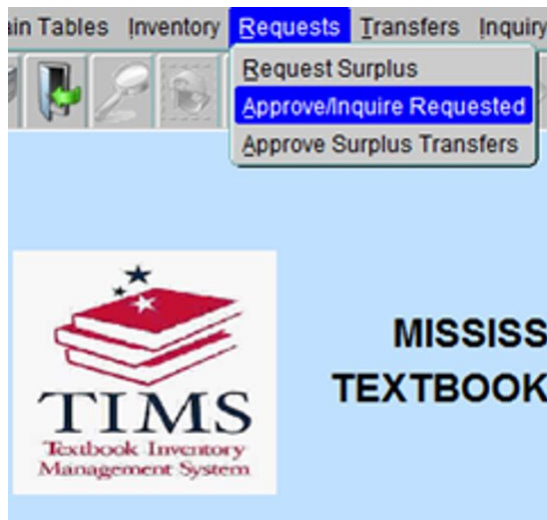 ain Tables Inventory Requests Transfers Inquiry
Request Surplus
Approve/Inquire Requested
Approve Surplus Transfers
MISSISS
TEXTBOOK
TIMS
Textbook Inventory
Management System